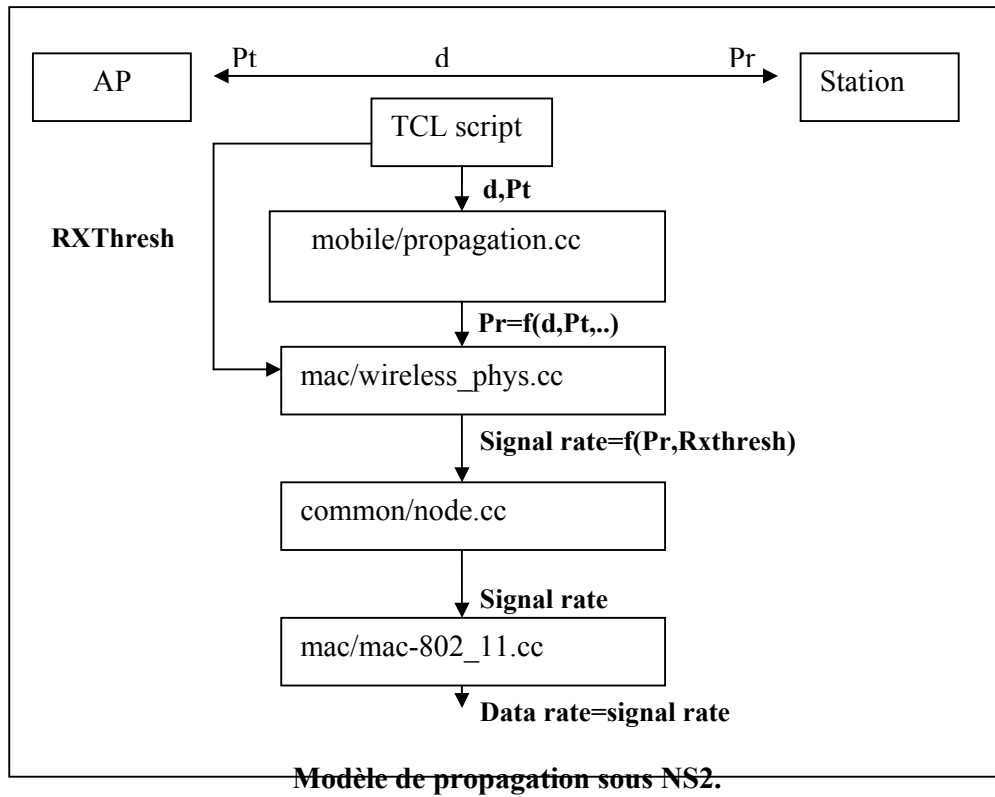 Pt d Pr
AP
Station
TCL script
d,Pt
RXThresh
mobile/propagation.cc
Pr=f(d,Pt,..)
mac/wireless_phys.cc
Signal rate=f(Pr,Rxthresh)
common/node.cc
Signal rate
mac/mac-802_11.cc
Data rate=signal rate
Modèle de propagation sous NS2.